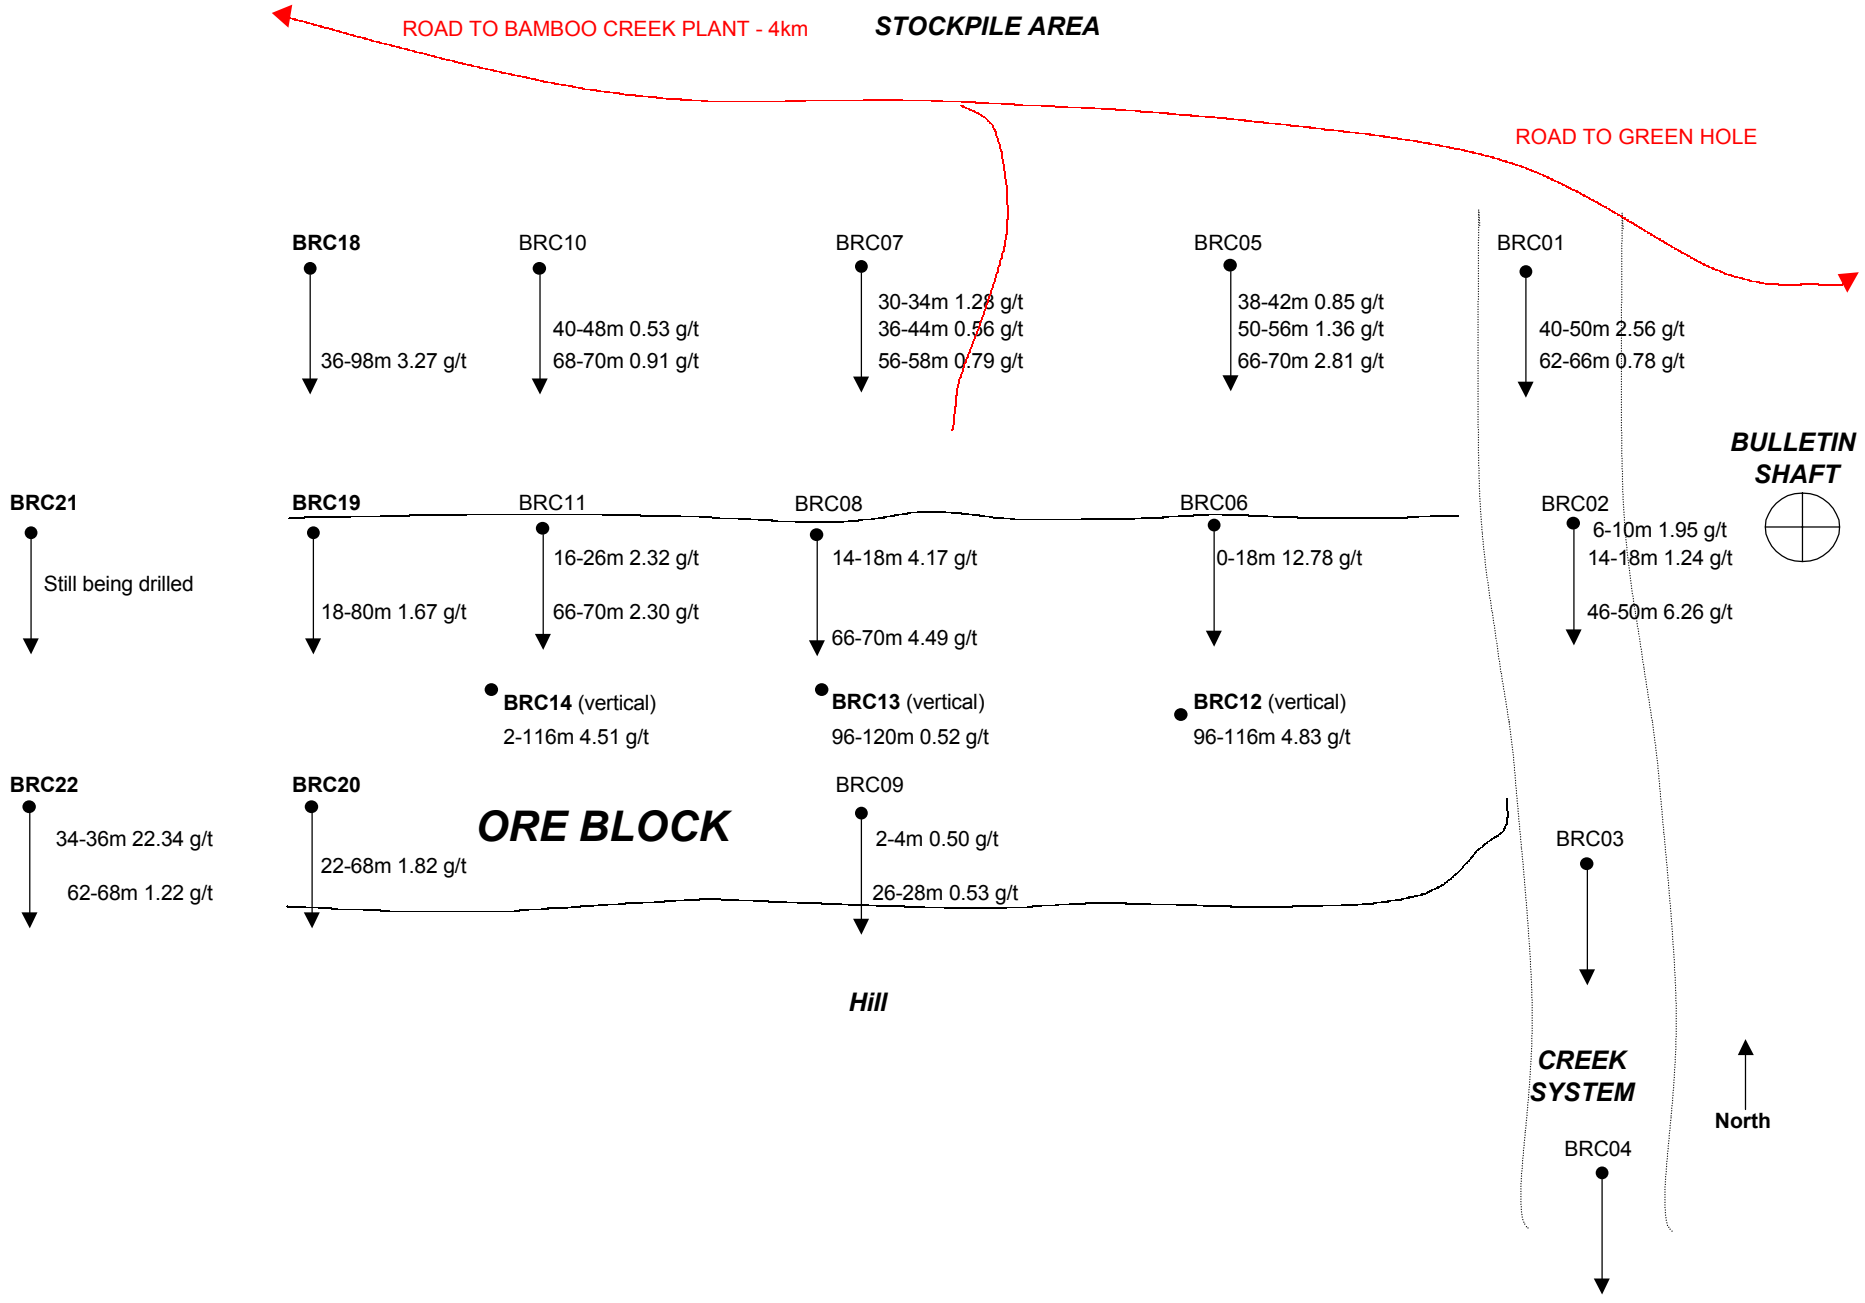 ROAD TO BAMBOO CREEK PLANT - 4km
STOCKPILE AREA
ROAD TO GREEN HOLE
BRC18
36-98m 3.27 g/t
BRC10
40-48m 0.53 g/t
68-70m 0.91 g/t
BRC07
30-34m 1.28 g/t
36-44m 0.56 g/t
56-58m 0.79 g/t
BRC05
38-42m 0.85 g/t
50-56m 1.36 g/t
66-70m 2.81 g/t
BRC01
40-50m 2.56 g/t
62-66m 0.78 g/t
BULLETIN
SHAFT
BRC21
Still being drilled
BRC19
18-80m 1.67 g/t
BRC11
16-26m 2.32 g/t
66-70m 2.30 g/t
BRC08
14-18m 4.17 g/t
66-70m 4.49 g/t
BRC06
0-18m 12.78 g/t
BRC02
6-10m 1.95 g/t
14-18m 1.24 g/t
46-50m 6.26 g/t
BRC14 (vertical)
2-116m 4.51 g/t
BRC13 (vertical)
96-120m 0.52 g/t
BRC12 (vertical)
96-116m 4.83 g/t
BRC22
34-36m 22.34 g/t
62-68m 1.22 g/t
BRC20
22-68m 1.82 g/t
ORE BLOCK
BRC09
2-4m 0.50 g/t
26-28m 0.53 g/t
BRC03
Hill
CREEK
SYSTEM
North
BRC04